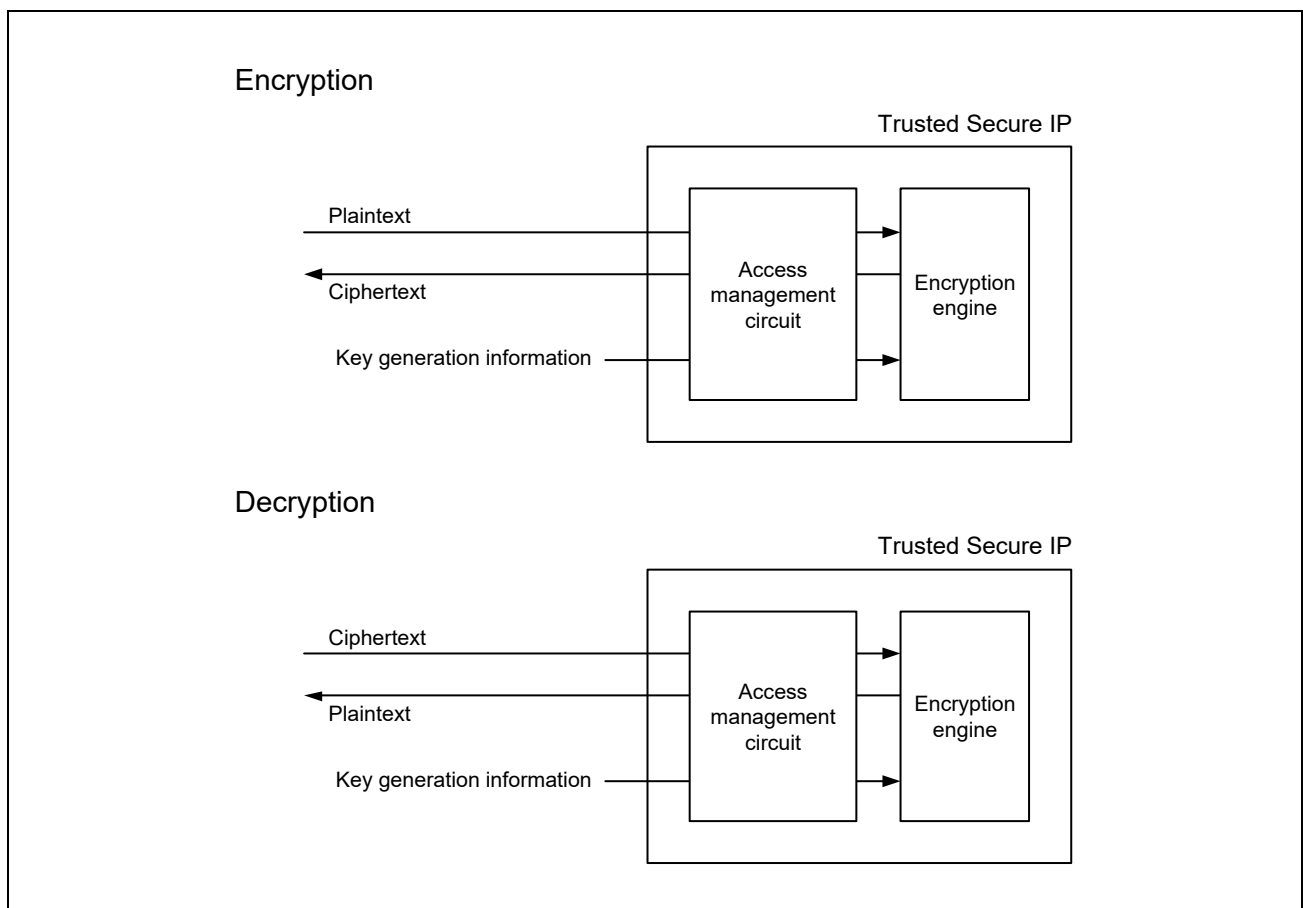 Encryption
Trusted Secure IP
Plaintext
Ciphertext
Key generation information
Access
management
circuit
Encryption
engine
Decryption
Trusted Secure IP
Ciphertext
Plaintext
Key generation information
Access
management
circuit
Encryption
engine